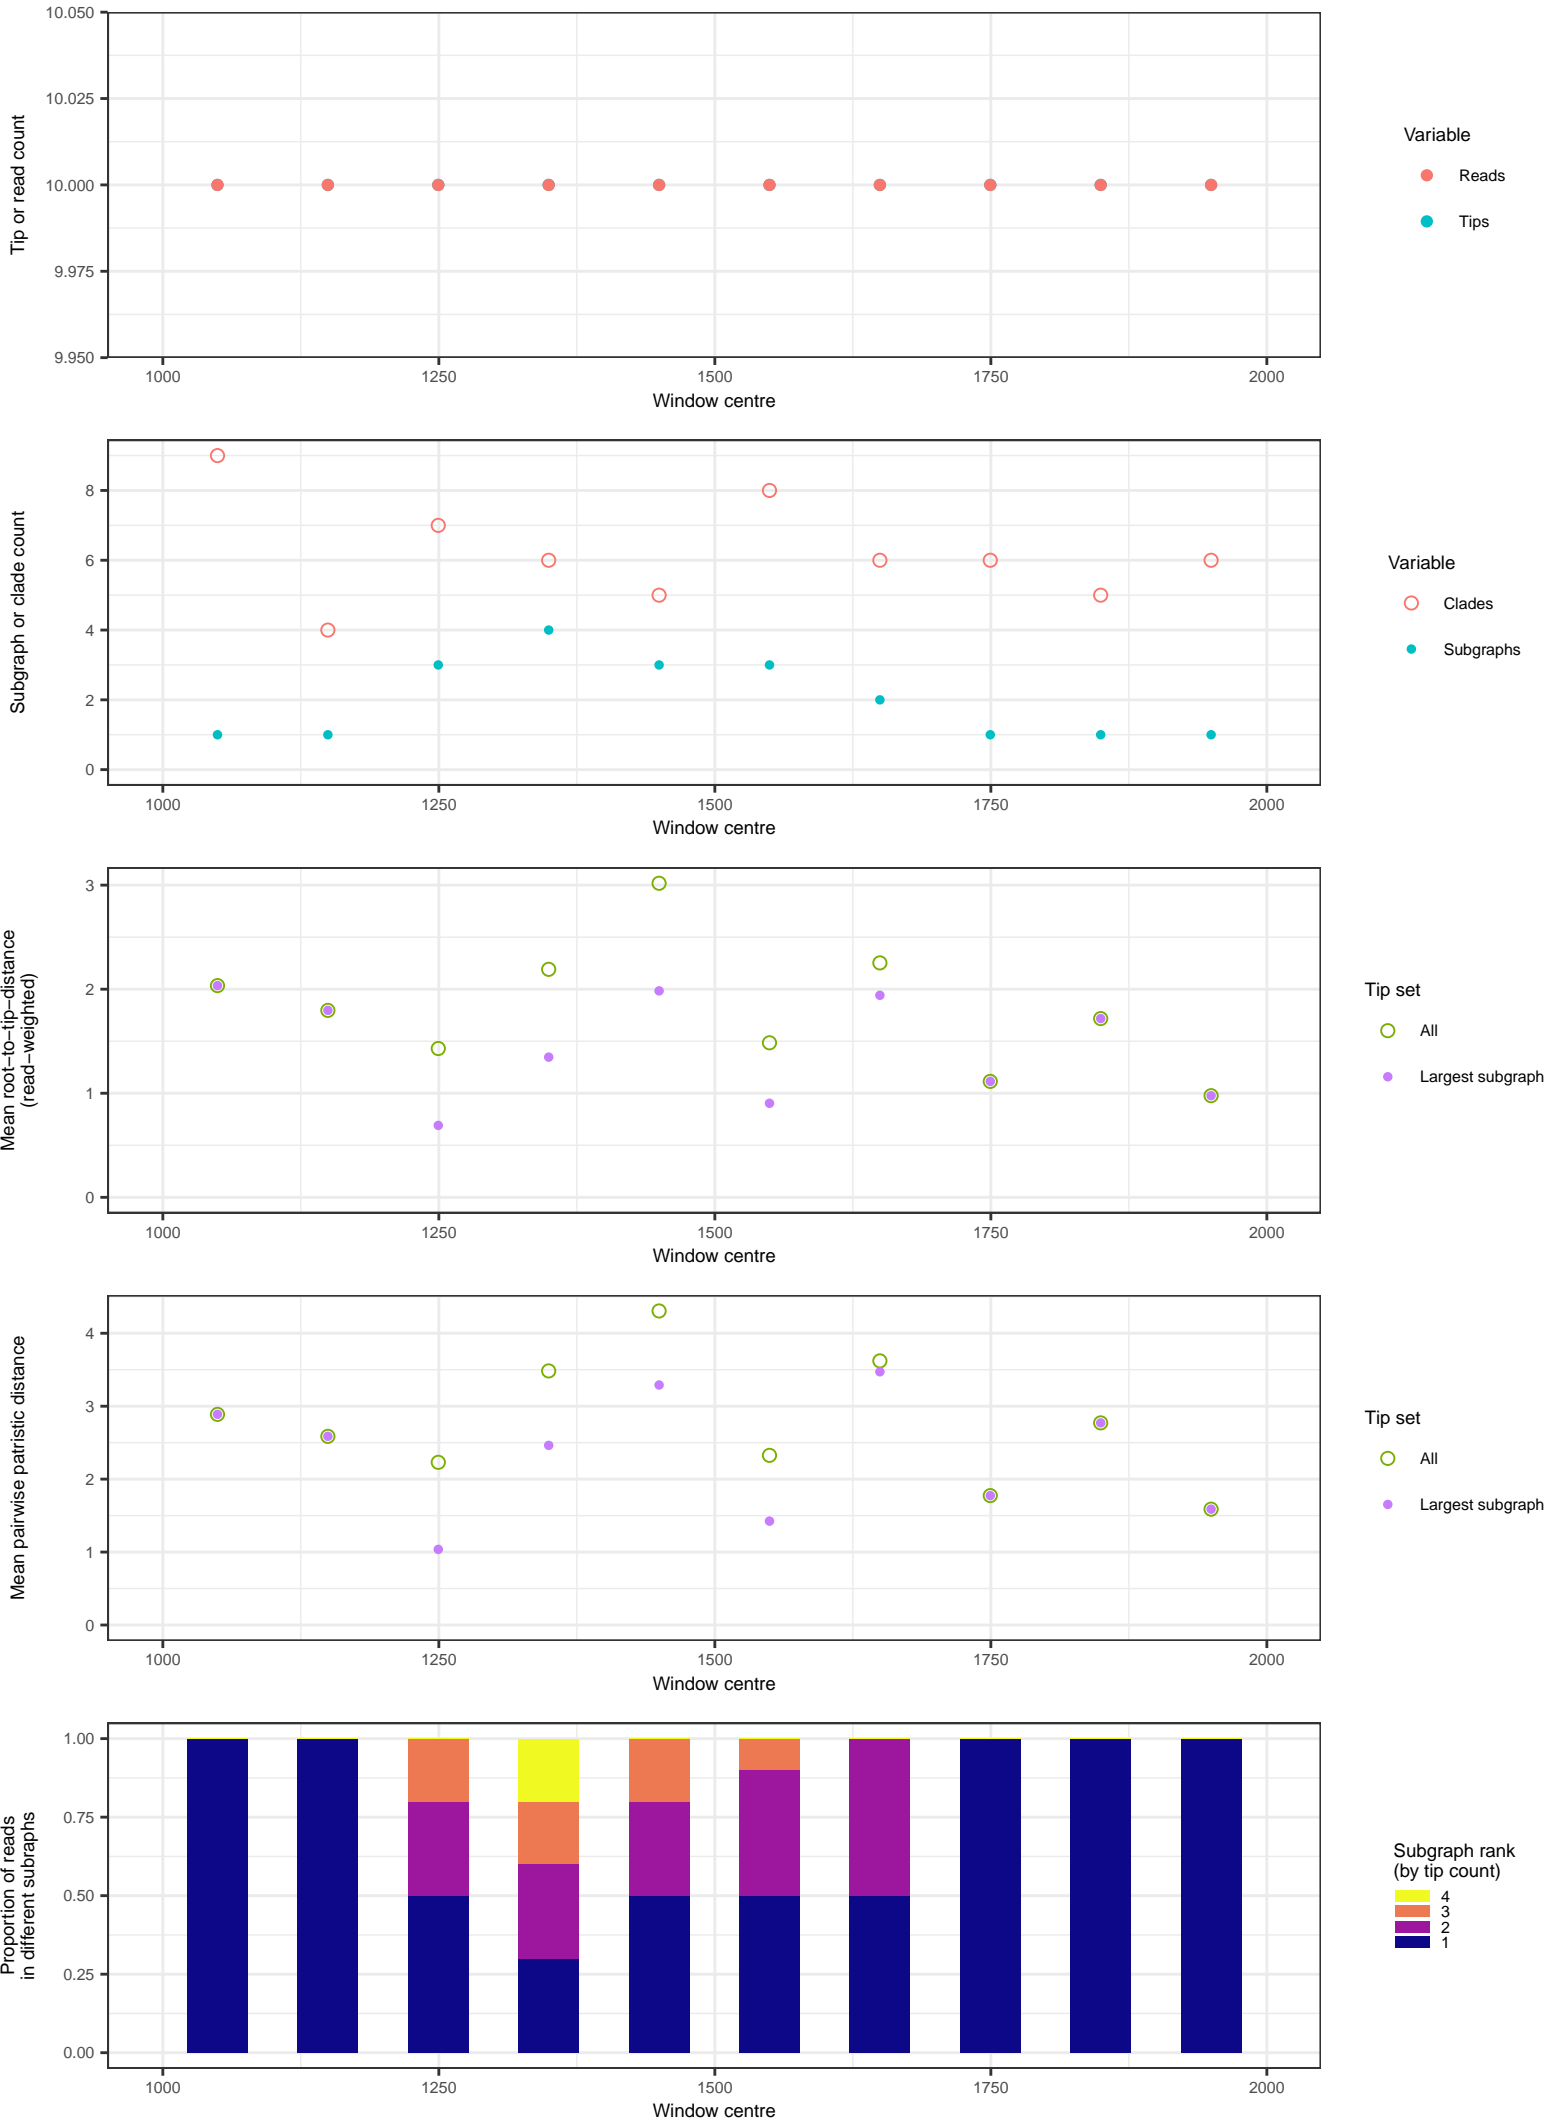 10.050
10.025
10.000
9.975
9.950
Tip or read count
1000 1250 1500 1750 2000
Window centre
Variable
Reads
Tips
8
6
4
2
0
Subgraph or clade count
1000 1250 1500 1750 2000
Window centre
Variable
Clades
Subgraphs
3
2
1
0
Mean root−to−tip−distance
(read−weighted)
1000 1250 1500 1750 2000
Window centre
Tip set
All
Largest subgraph
4
3
2
1
0
Mean pairwise patristic distance
1000 1250 1500 1750 2000
Window centre
Tip set
All
Largest subgraph
1.00
0.75
0.50
0.25
0.00
Proportion of reads
in different subraphs
1000 1250 1500 1750 2000
Window centre
Subgraph rank
(by tip count)
4
3
2
1